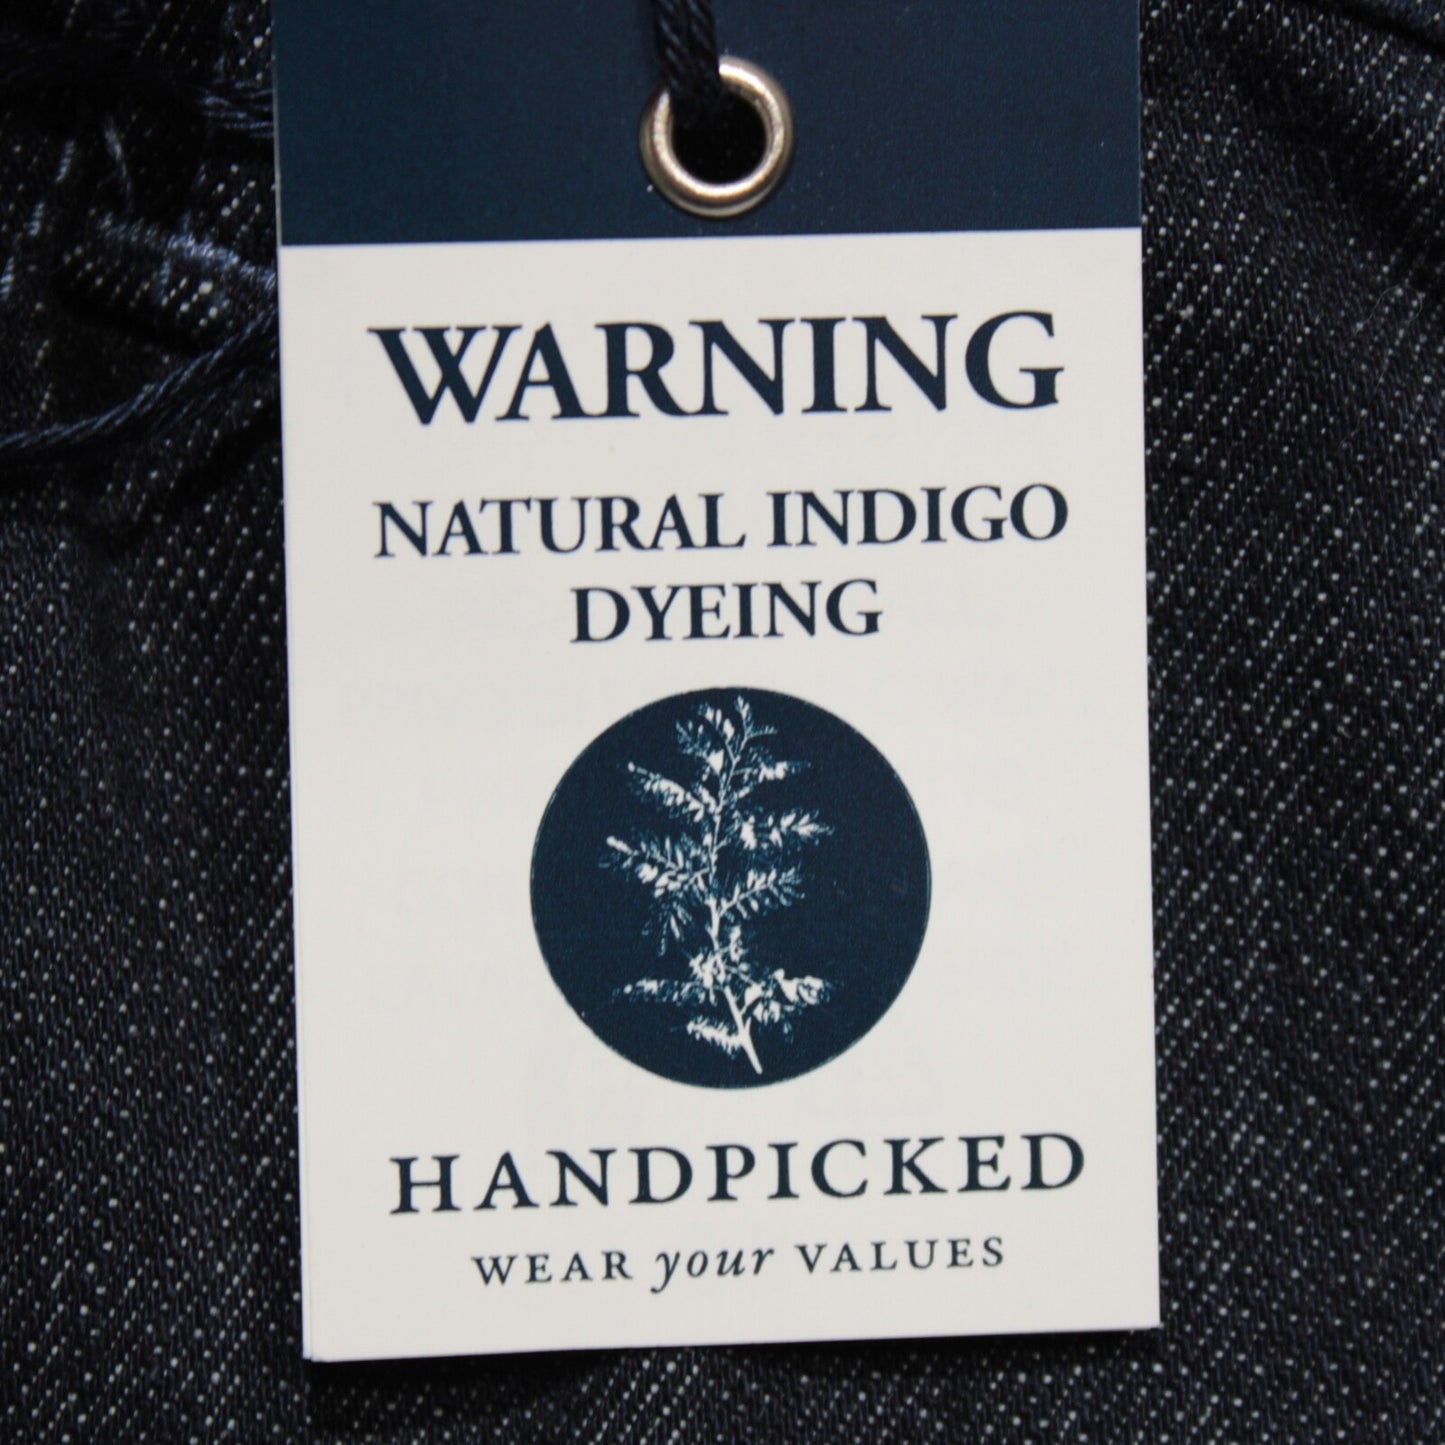 WARNING
NATURAL INDIGO
DYEING
HANDPICKED
WEAR your VALUES